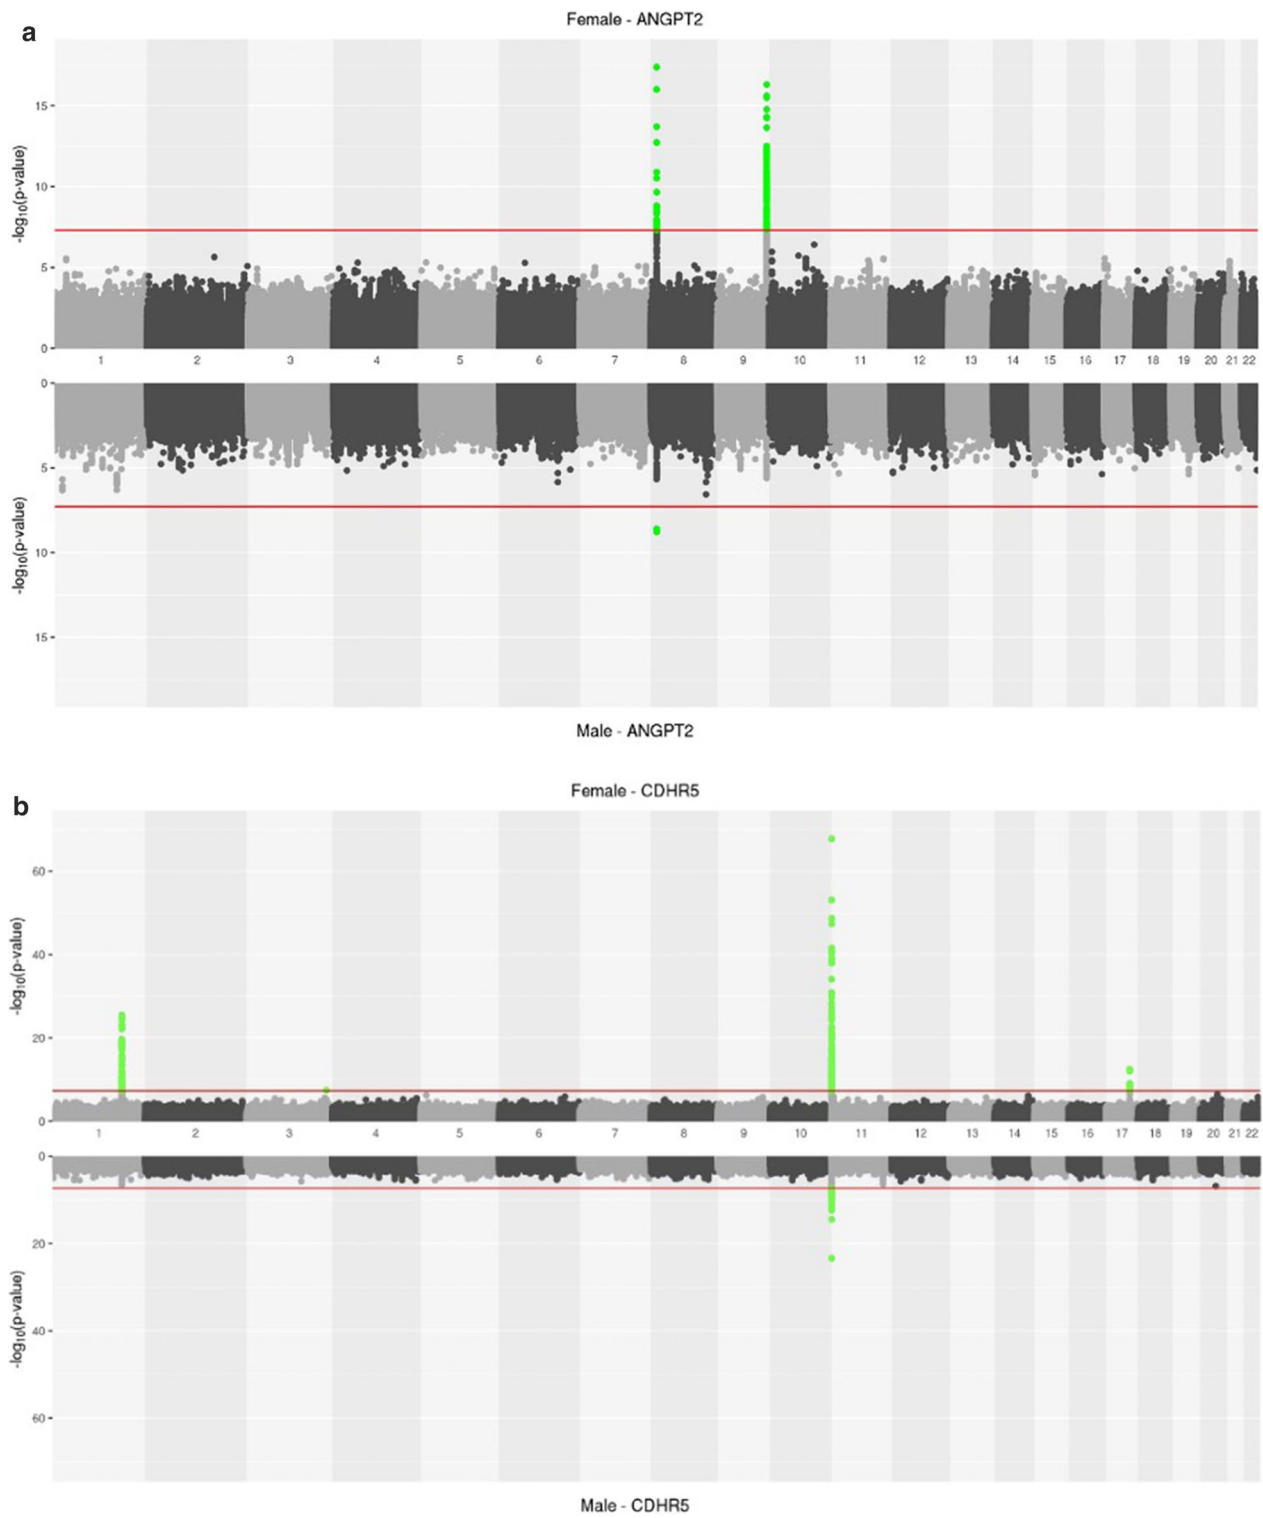 a
Female - ANGPT2
-log10(p-value)
15
10
5
0
1 2 3 4 5 6 7 8 9 10 11 12 13 14 15 16 17 18 19 20 21 22
0
5
10
15
-log10(p-value)
Male - ANGPT2
b
Female - CDHR5
-log10(p-value)
60
40
20
0
1 2 3 4 5 6 7 8 9 10 11 12 13 14 15 16 17 18 19 20 21 22
0
20
40
60
-log10(p-value)
Male - CDHR5